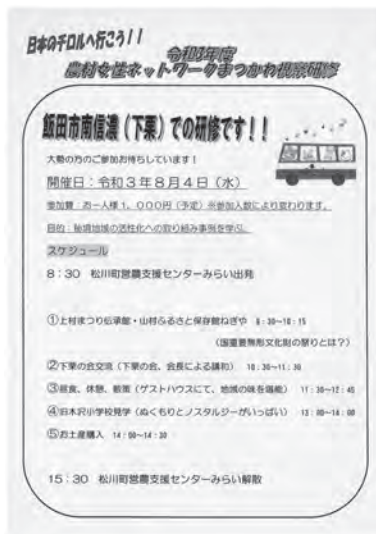 日本のチロルへ行こう!!
令和3年度
農村女性ネットワークまつかわ視察研修
飯田市南信濃(下栗)での研修です!!
大勢の方のご参加お待ちしています!
開催日:令和3年8月4日(水)
参加費:お一人様1,000円(予定)※参加人数により変わります。
目的:秘境地域の活性化への取り組み事例を学ぶ。
スケジュール
8:30 松川町営農支援センターみらい出発
①上村まつり伝承館・山村ふるさと保存館ねぎや 9:30~10:15
(国重要無形文化財の祭りとは?)
②下栗の会交流(下栗の会、会長による講和) 10:30~11:30
③昼食、休憩、散策(ゲストハウスにて、地域の味を堪能) 11:30~12:45
④旧木沢小学校見学(ぬくもりとノスタルジーがいっぱい) 13:00~14:00
⑤お土産購入 14:00~14:30
15:30 松川町営農支援センターみらい解散